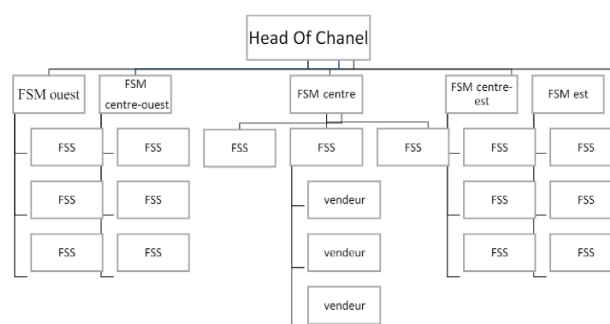 Head Of Chanel
FSM ouest
FSM
centre-ouest
FSM centre
FSM centre-
est
FSM est
FSS
FSS
FSS
FSS
FSS
FSS
FSS
FSS
FSS
vendeur
FSS
FSS
FSS
FSS
vendeur
FSS
FSS
vendeur